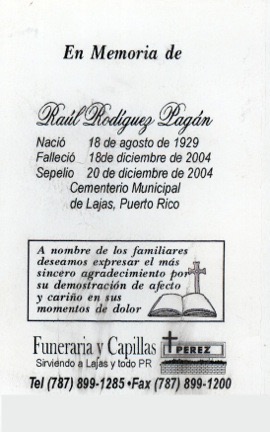 En Memoria de
Raúl Rodíguez Pagán
Nació 18 de agosto de 1929
Falleció 18de diciembre de 2004
Sepelio 20 de diciembre de 2004
Cementerio Municipal
de Lajas, Puerto Rico
A nombre de los familiares
deseamos expresar el más
sincero agradecimiento por
su demostración de afecto
y cariño en sus
momentos de dolor
Funeraria y Capillas PEREZ
Sirviendo a Lajas y todo PR
Tel (787) 899-1285 • Fax (787) 899-1200